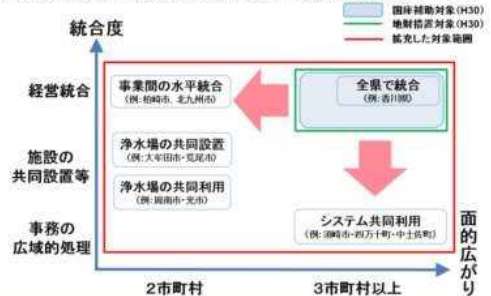 国庫補助対象(H30)
地財措置対象(H30)
拡充した対象範囲
統合度
経営統合
施設の
共同設置等
事務の
広域的処理
事業間の水平統合
(例:柏崎市、北九州市)
全県で統合
(例:香川県)
浄水場の共同設置
(例:大牟田市・荒尾市)
浄水場の共同利用
(例:周南市・光市)
システム共同利用
(例:須崎市・四万十町・中土佐町)
2市町村
3市町村以上
面的広がり